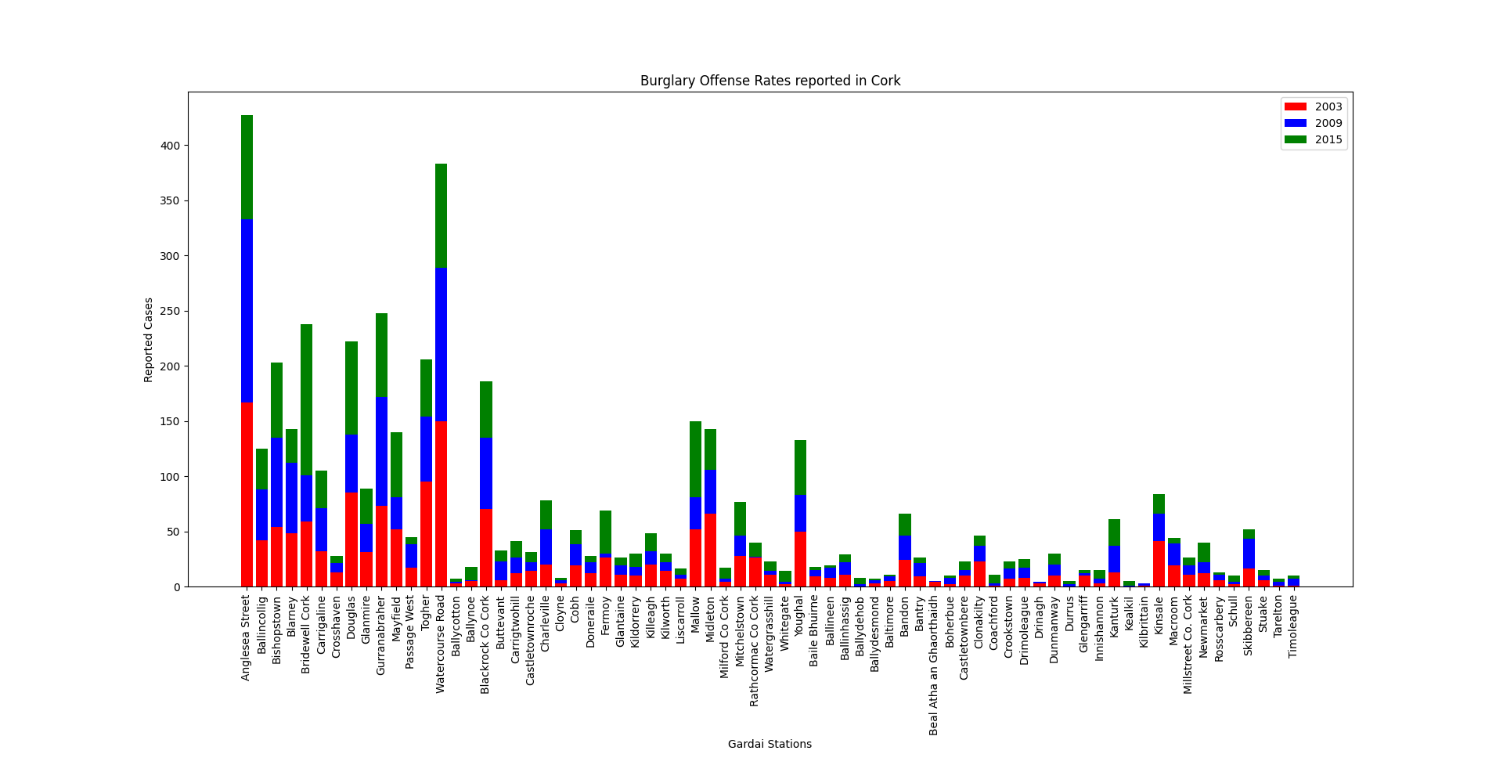 Burglary Offense Rates reported in Cork
2003
2009
2015
Reported Cases
400
350
300
250
200
150
100
50
0
Anglesea Street
Ballincollig
Bishopstown
Blarney
Bridewell Cork
Carrigaline
Crosshaven
Douglas
Glanmire
Gurranabraher
Mayfield
Passage West
Togher
Watercourse Road
Ballycotton
Ballynoe
Blackrock Co Cork
Buttevant
Carrigtwohill
Castletownroche
Charleville
Cloyne
Cobh
Doneraile
Fermoy
Glantaine
Kildorrery
Killeagh
Kilworth
Liscarroll
Mallow
Midleton
Milford Co Cork
Mitchelstown
Rathcormac Co Cork
Watergrasshill
Whitegate
Youghal
Baile Bhuirne
Ballineen
Ballinhassig
Ballydehob
Ballydesmond
Baltimore
Bandon
Bantry
Beal Atha an Ghaorthaidh
Boherbue
Castletownbere
Clonakilty
Coachford
Crookstown
Drimoleague
Drinagh
Dunmanway
Durrus
Glengarriff
Innishannon
Kanturk
Kealkil
Kilbrittain
Kinsale
Macroom
Millstreet Co. Cork
Newmarket
Rosscarbery
Schull
Skibbereen
Stuake
Tarelton
Timoleague
Gardai Stations